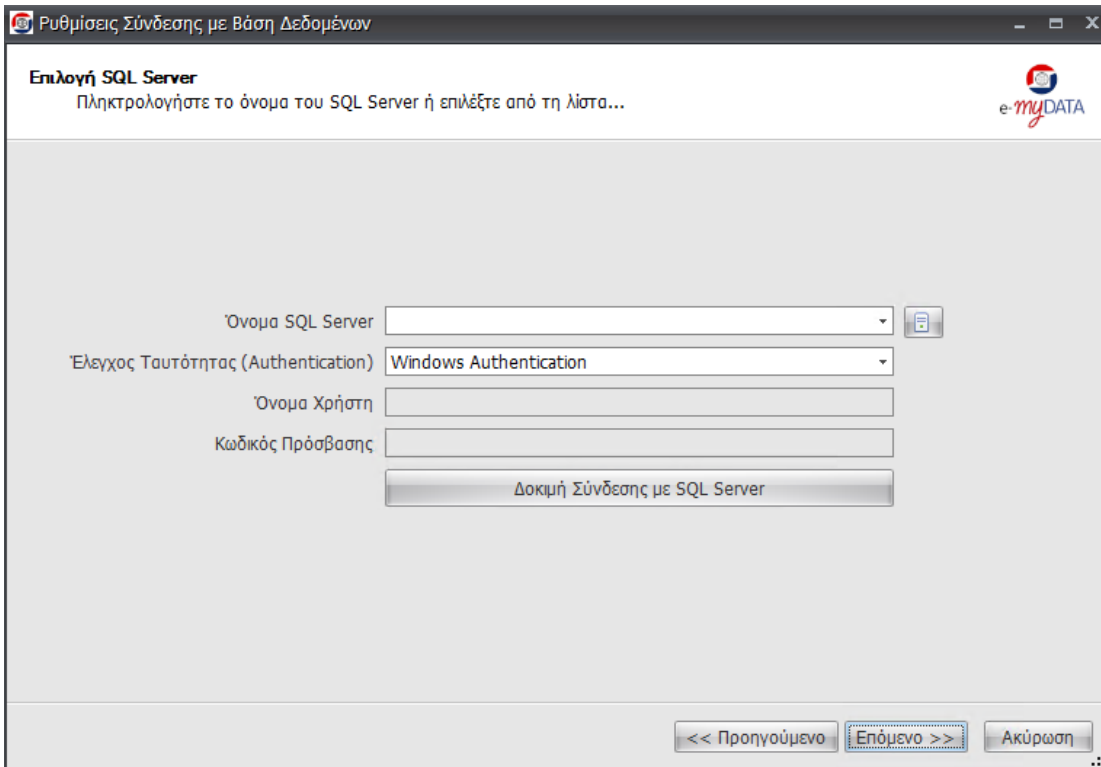 Ρυθμίσεις Σύνδεσης με Βάση Δεδομένων
Επιλογή SQL Server
Πληκτρολογήστε το όνομα του SQL Server ή επιλέξτε από τη λίστα...
e-myDATA
Όνομα SQL Server
Έλεγχος Ταυτότητας (Authentication) Windows Authentication
Όνομα Χρήστη
Κωδικός Πρόσβασης
Δοκιμή Σύνδεσης με SQL Server
<< Προηγούμενο Επόμενο >> Ακύρωση